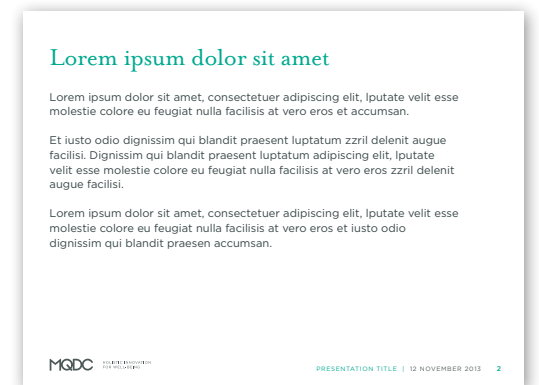 Lorem ipsum dolor sit amet
Lorem ipsum dolor sit amet, consectetuer adipiscing elit, lputate velit esse
molestie colore eu feugiat nulla facilisis at vero eros et accumsan.
Et iusto odio dignissim qui blandit praesent luptatum zzril delenit augue
facilisi. Dignissim qui blandit praesent luptatum adipiscing elit, lputate
velit esse molestie colore eu feugiat nulla facilisis at vero eros zzril delenit
augue facilisi.
Lorem ipsum dolor sit amet, consectetuer adipiscing elit, lputate velit esse
molestie colore eu feugiat nulla facilisis at vero eros et iusto odio
dignissim qui blandit praesen accumsan.
MQDC
HOLISTIC INNOVATION
FOR WELL-BEING
PRESENTATION TITLE | 12 NOVEMBER 2013 2